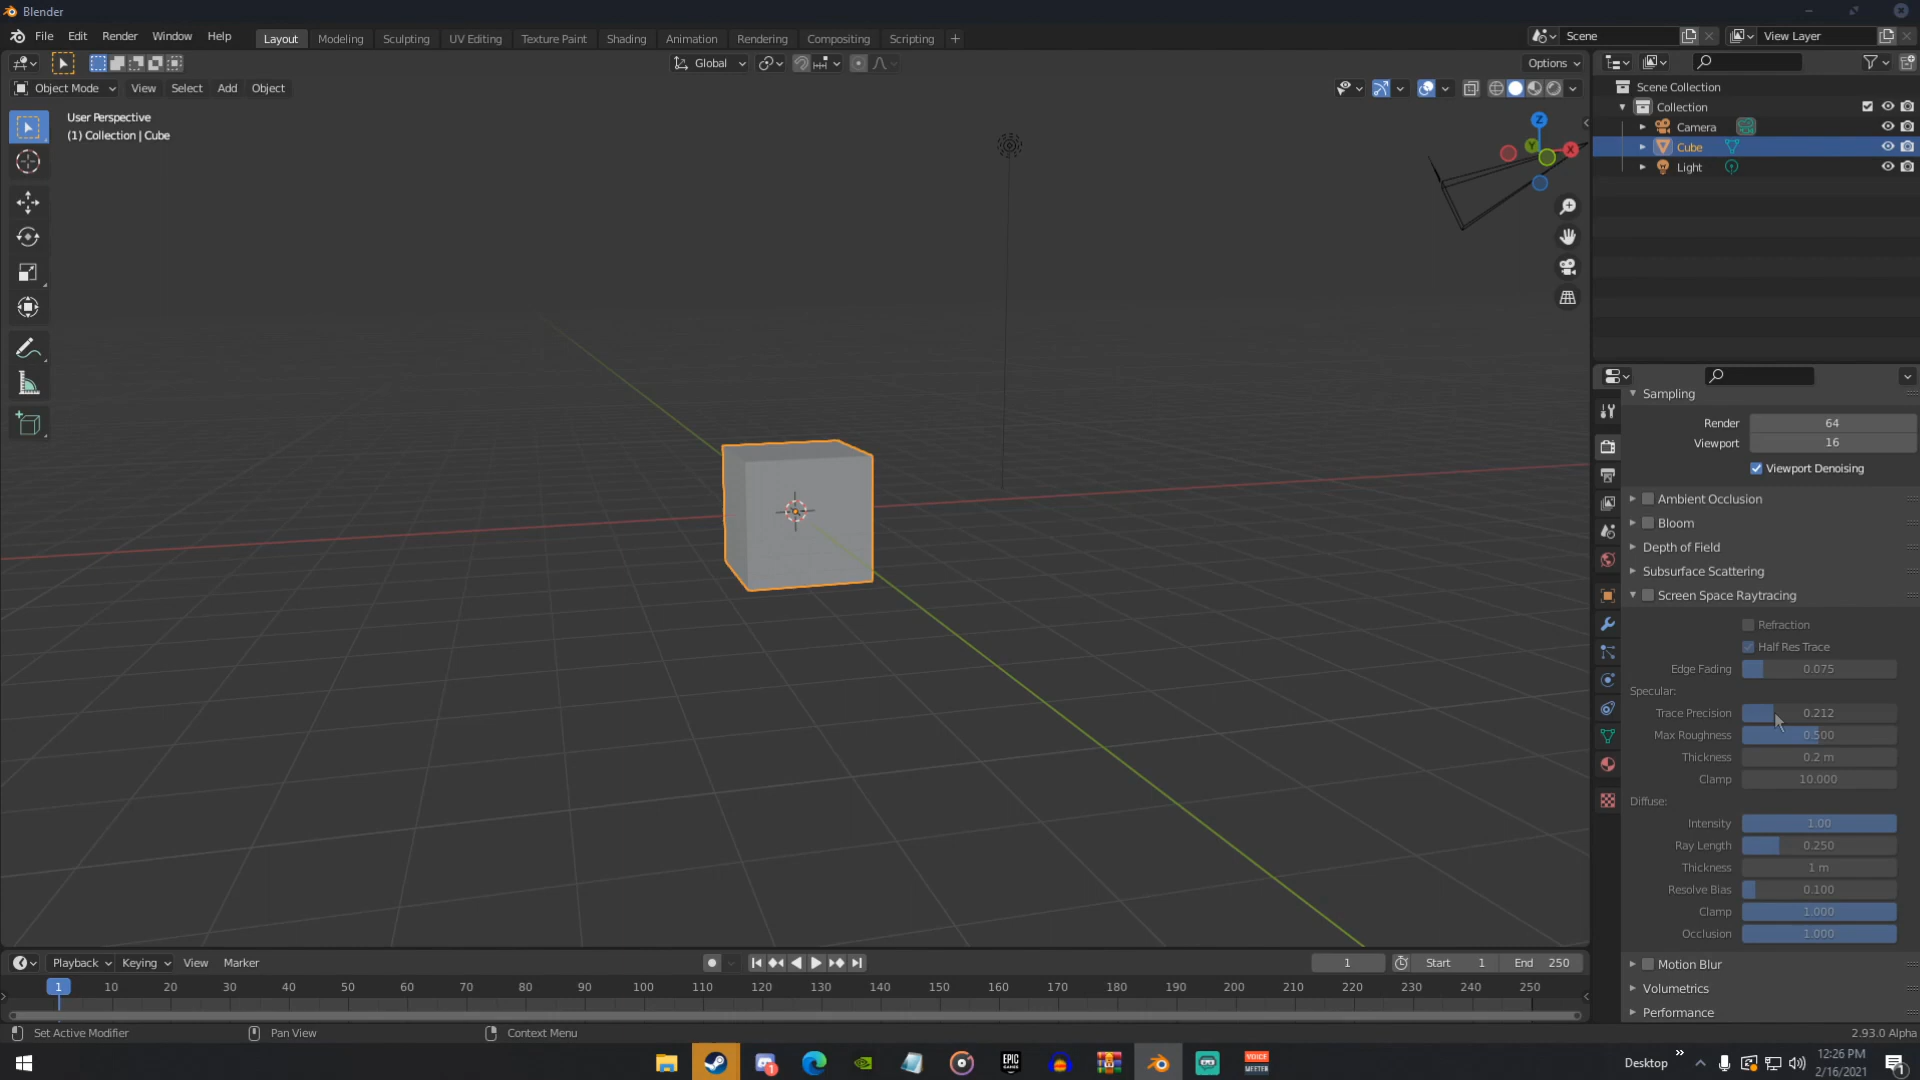 Blender
File Edit Render Window Help
Layout Modeling Sculpting UV Editing Texture Paint Shading Animation Rendering Compositing Scripting +
Scene
View Layer
Global
Options
Object Mode View Select Add Object
User Perspective
(1) Collection | Cube
Z
Y
X
Scene Collection
Collection
Camera
Cube
Light
Sampling
Render 64
Viewport 16
Viewport Denoising
Ambient Occlusion
Bloom
Depth of Field
Subsurface Scattering
Screen Space Raytracing
Refraction
Half Res Trace
Edge Fading 0.075
Specular:
Trace Precision 0.212
Max Roughness 0.500
Thickness 0.2 m
Clamp 10.000
Diffuse:
Intensity 1.00
Ray Length 0.250
Thickness 1 m
Resolve Bias 0.100
Clamp 1.000
Occlusion 1.000
Motion Blur
Volumetrics
Performance
Playback Keying View Marker
1 Start 1 End 250
1 10 20 30 40 50 60 70 80 90 100 110 120 130 140 150 160 170 180 190 200 210 220 230 240 250
Set Active Modifier Pan View Context Menu
2.93.0 Alpha
1
EPIC GAMES
VOICE MEETER
Desktop
12:26 PM
2/16/2021
1